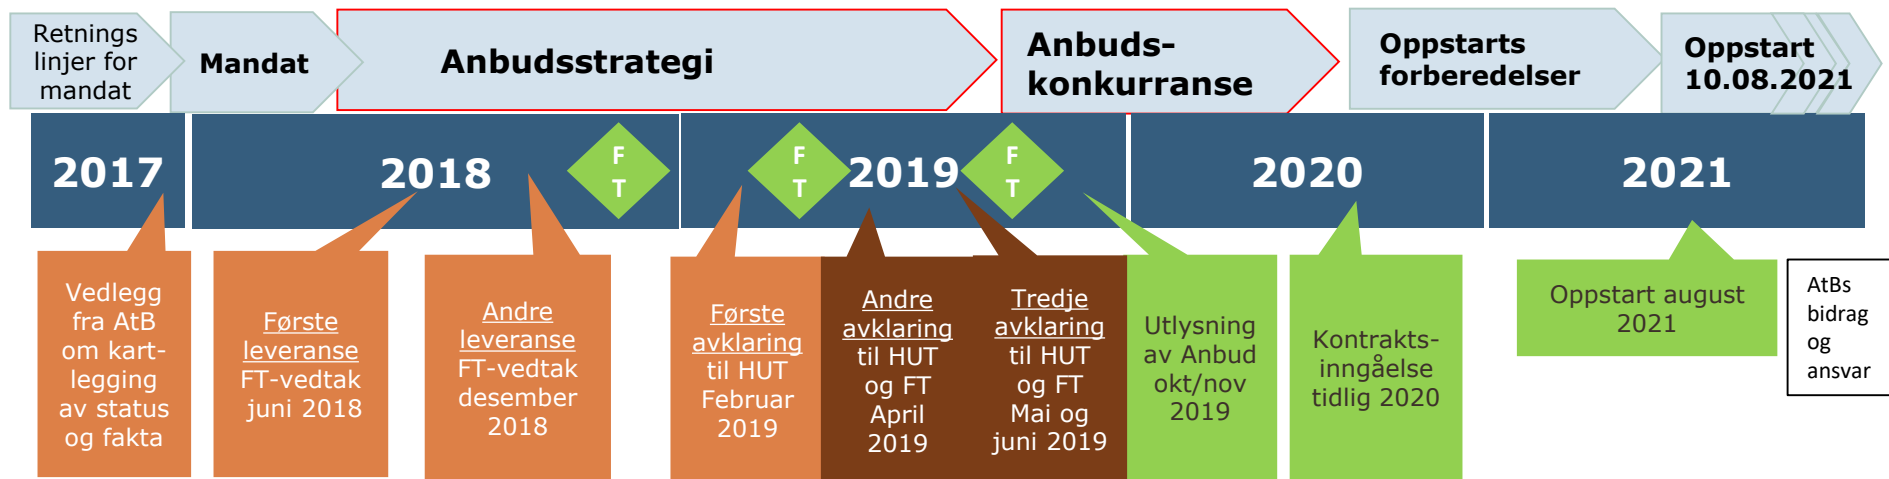 Retnings
linjer for
mandat
Mandat
Anbudsstrategi
Anbuds-
konkurranse
Oppstarts
forberedelser
Oppstart
10.08.2021
2017
2018
F
T
F
T
2019
F
T
2020
2021
Vedlegg
fra AtB
om kart-
legging
av status
og fakta
Første
leveranse
FT-vedtak
juni 2018
Andre
leveranse
FT-vedtak
desember
2018
Første
avklaring
til HUT
Februar
2019
Andre
avklaring
til HUT
og FT
April
2019
Tredje
avklaring
til HUT
og FT
Mai og
juni 2019
Utlysning
av Anbud
okt/nov
2019
Kontrakts-
inngåelse
tidlig 2020
Oppstart august
2021
AtBs
bidrag
og
ansvar